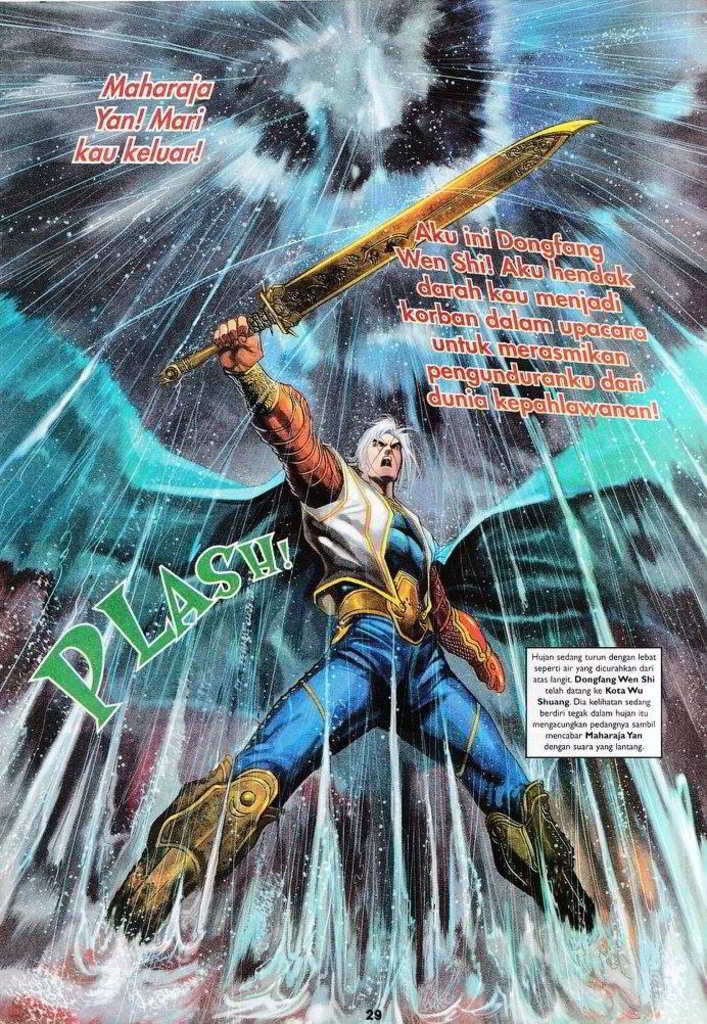 Maharaja
Yan! Mari
kau keluar!
Aku ini Dongfang
Wen Shi! Aku hendak
darah kau menjadi
korban dalam upacara
untuk merasmikan
pengunduranku dari
dunia kepahlawanan!
PLASH!
Hujan sedang turun dengan lebat
seperti air yang dicurahkan dari
atas langit. Dongfang Wen Shi
telah datang ke Kota Wu
Shuang. Dia kelihatan sedang
berdiri tegak dalam hujan itu
mengacungkan pedangnya sambil
mencabar Maharaja Yan
dengan suara yang lantang.
29